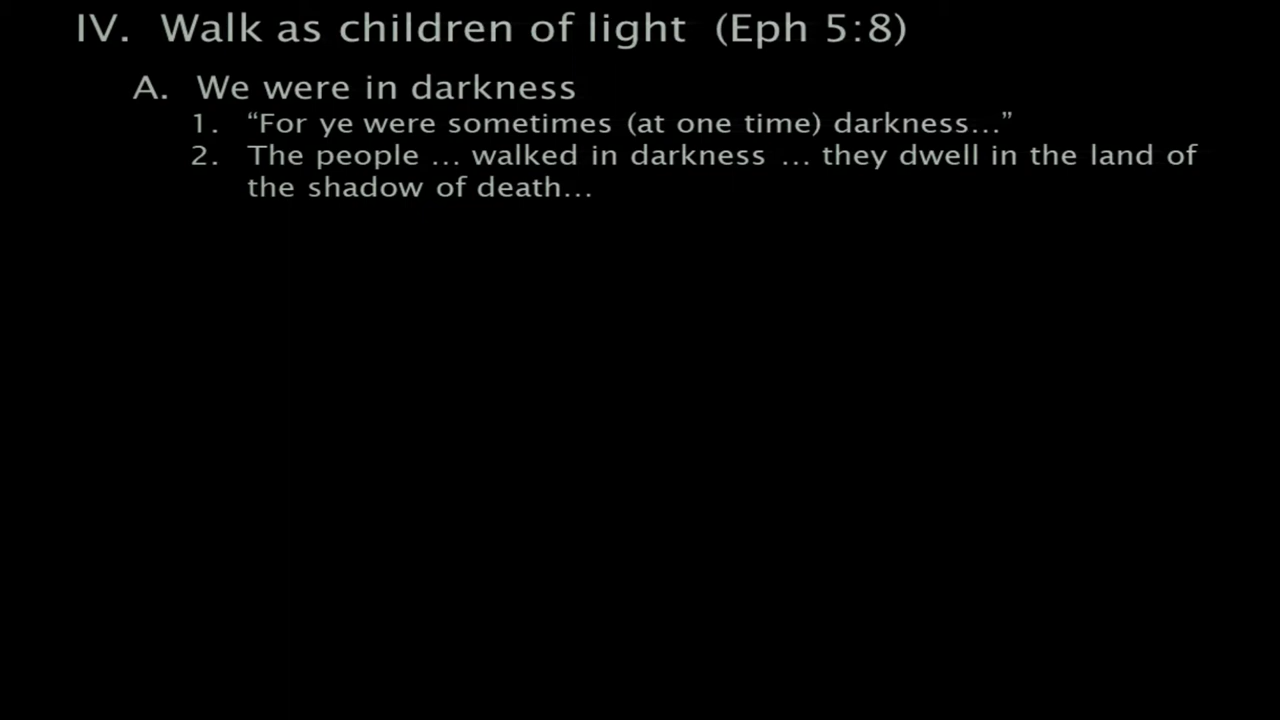 IV. Walk as children of light (Eph 5:8)
A. We were in darkness
1. “For ye were sometimes (at one time) darkness…”
2. The people … walked in darkness … they dwell in the land of
the shadow of death…